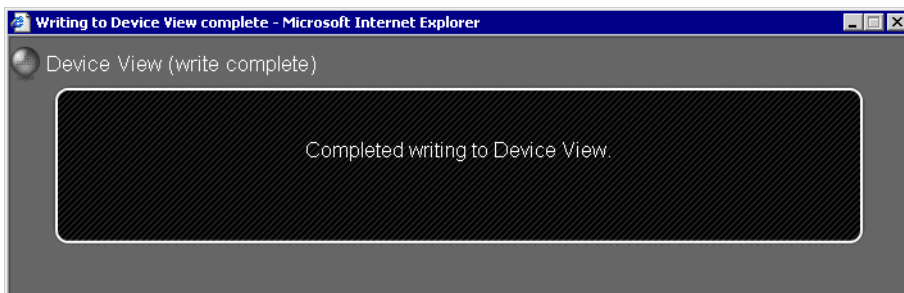 Writing to Device View complete - Microsoft Internet Explorer
Device View (write complete)
Completed writing to Device View.